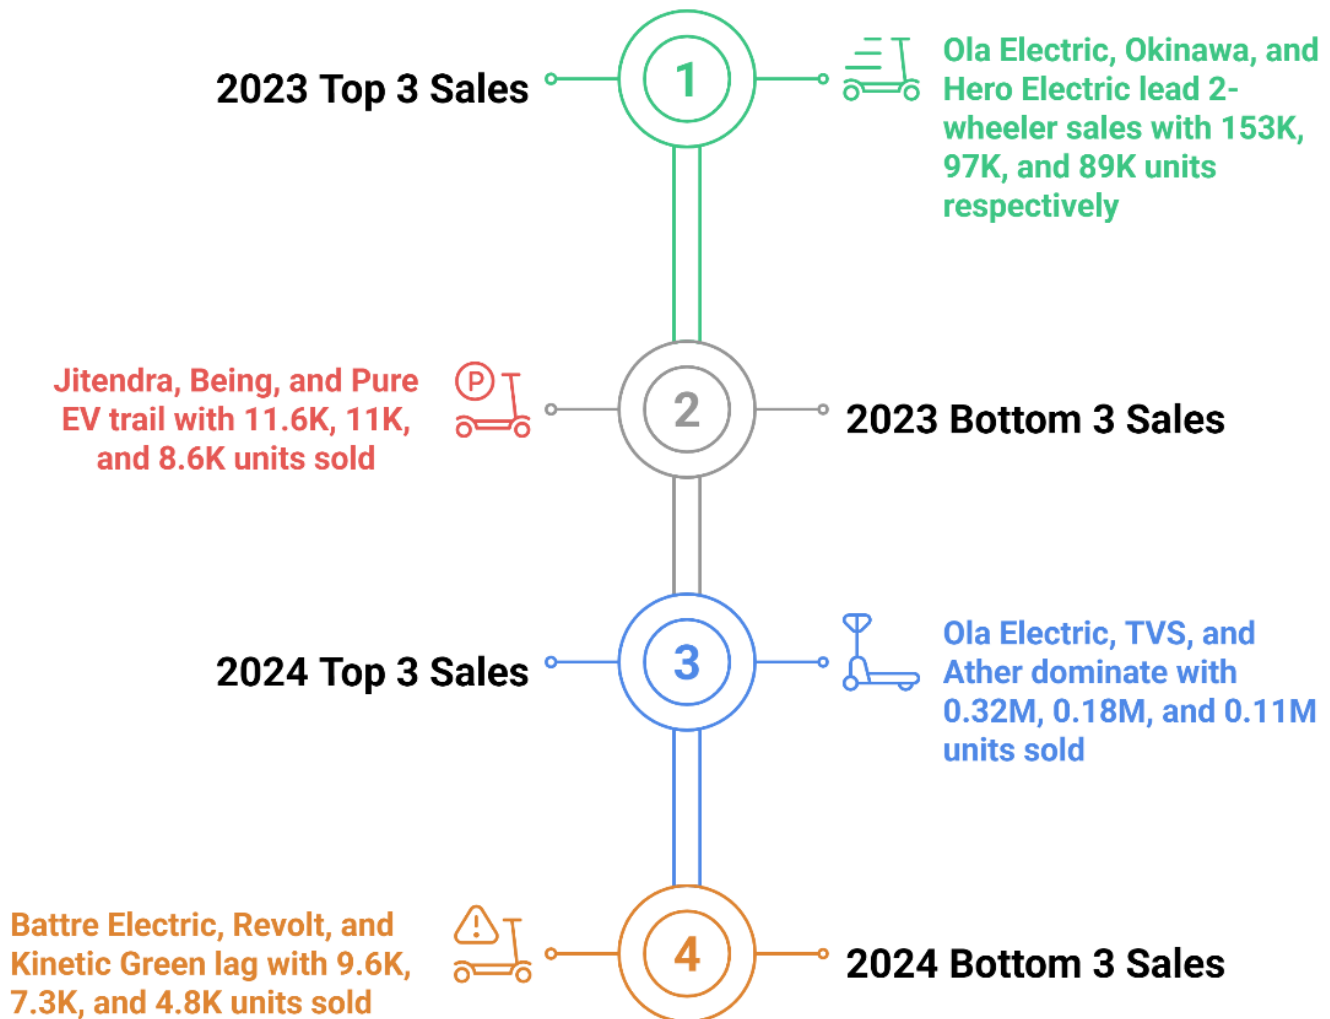 2023 Top 3 Sales
1
Ola Electric, Okinawa, and
Hero Electric lead 2-
wheeler sales with 153K,
97K, and 89K units
respectively
Jitendra, Being, and Pure
EV trail with 11.6K, 11K,
and 8.6K units sold
P
2
2023 Bottom 3 Sales
2024 Top 3 Sales
3
Ola Electric, TVS, and
Ather dominate with
0.32M, 0.18M, and 0.11M
units sold
Battre Electric, Revolt, and
Kinetic Green lag with 9.6K,
7.3K, and 4.8K units sold
4
2024 Bottom 3 Sales